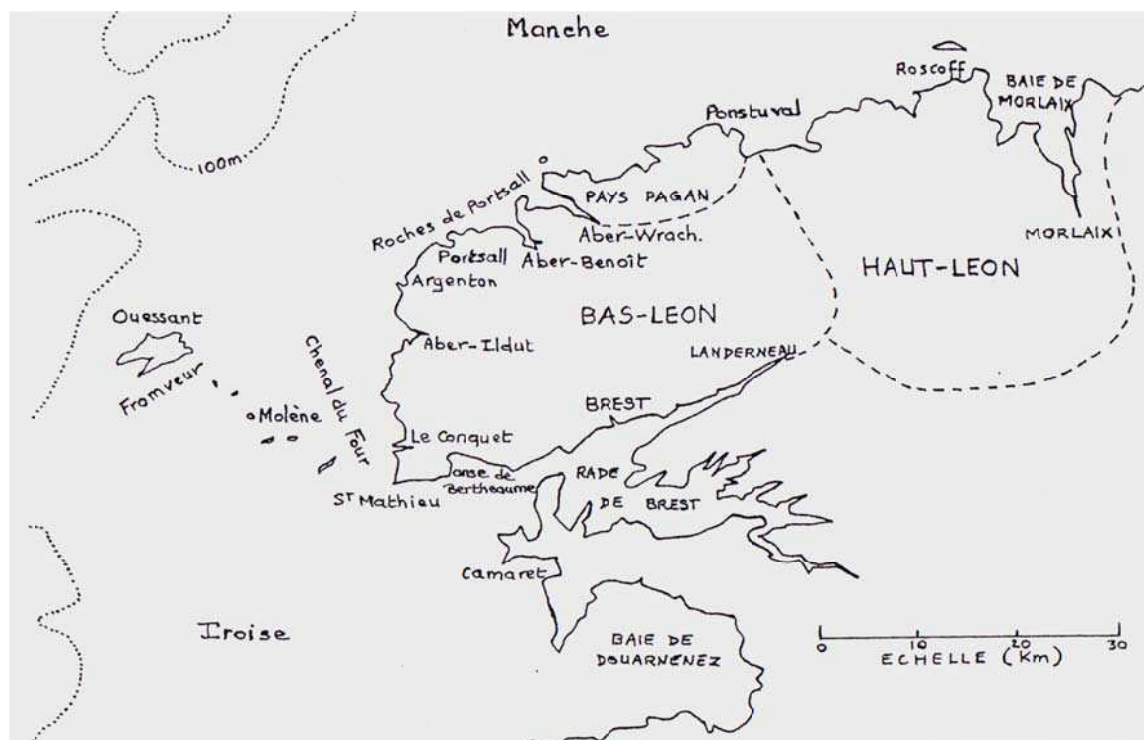 Manche
Roscoff
BAIE DE
MORLAIX
Ponstuval
100m
Roches de Portsall
PAYS PAGAN
Aber-Wrach.
MORLAIX
Portsall
Aber-Benoît
HAUT-LEON
Argenton
Ouessant
BAS-LEON
Aber-Ildut
LANDERNEAU
Fromveur
Chenal du Four
Molène
BREST
Le Conquet
anse de
Bertheaume
RADE
DE BREST
ST Mathieu
Camaret
Iroise
BAIE DE
DOUARNENEZ
0 10 20 30
ECHELLE (Km)